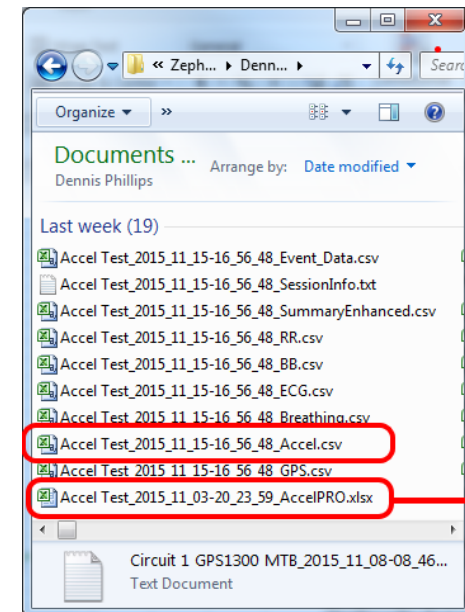 « Zeph... ▸ Denn... ▸
Organize ▾ »
Documents ...
Dennis Phillips
Arrange by: Date modified ▾
Last week (19)
Accel Test_2015_11_15-16_56_48_Event_Data.csv
Accel Test_2015_11_15-16_56_48_SessionInfo.txt
Accel Test_2015_11_15-16_56_48_SummaryEnhanced.csv
Accel Test_2015_11_15-16_56_48_RR.csv
Accel Test_2015_11_15-16_56_48_BB.csv
Accel Test_2015_11_15-16_56_48_ECG.csv
Accel Test_2015_11_15-16_56_48_Breathing.csv
Accel Test_2015_11_15-16_56_48_Accel.csv
Accel Test_2015_11_15-16_56_48_GPS.csv
Accel Test_2015_11_03-20_23_59_AccelPRO.xlsx
Circuit 1 GPS1300 MTB_2015_11_08-08_46...
Text Document